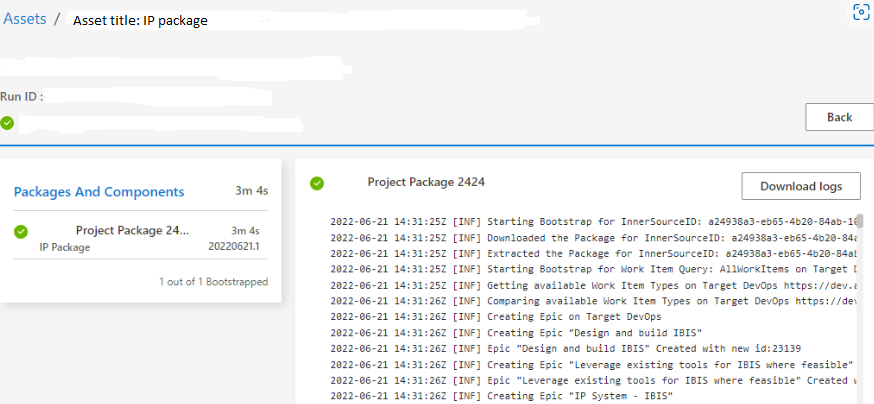 Assets / Asset title: IP package
Run ID :
Back
Packages And Components 3m 4s
Project Package 24... 3m 4s
IP Package 20220621.1
1 out of 1 Bootstrapped
Project Package 2424
Download logs
2022-06-21 14:31:25Z [INF] Starting Bootstrap for InnerSourceID: a24938a3-eb65-4b20-84ab-10
2022-06-21 14:31:25Z [INF] Downloaded the Package for InnerSourceID: a24938a3-eb65-4b20-84a
2022-06-21 14:31:25Z [INF] Extracted the Package for InnerSourceID: a24938a3-eb65-4b20-84ab
2022-06-21 14:31:25Z [INF] Starting Bootstrap for Work Item Query: AllWorkItems on Target D
2022-06-21 14:31:25Z [INF] Getting available Work Item Types on Target DevOps https://dev.a
2022-06-21 14:31:26Z [INF] Comparing available Work Item Types on Target DevOps https://dev
2022-06-21 14:31:26Z [INF] Creating Epic on Target DevOps
2022-06-21 14:31:26Z [INF] Creating Epic "Design and build IBIS"
2022-06-21 14:31:26Z [INF] Epic "Design and build IBIS" Created with new id:23139
2022-06-21 14:31:26Z [INF] Creating Epic "Leverage existing tools for IBIS where feasible"
2022-06-21 14:31:26Z [INF] Epic "Leverage existing tools for IBIS where feasible" Created w
2022-06-21 14:31:26Z [INF] Creating Epic "IP System - IBIS"